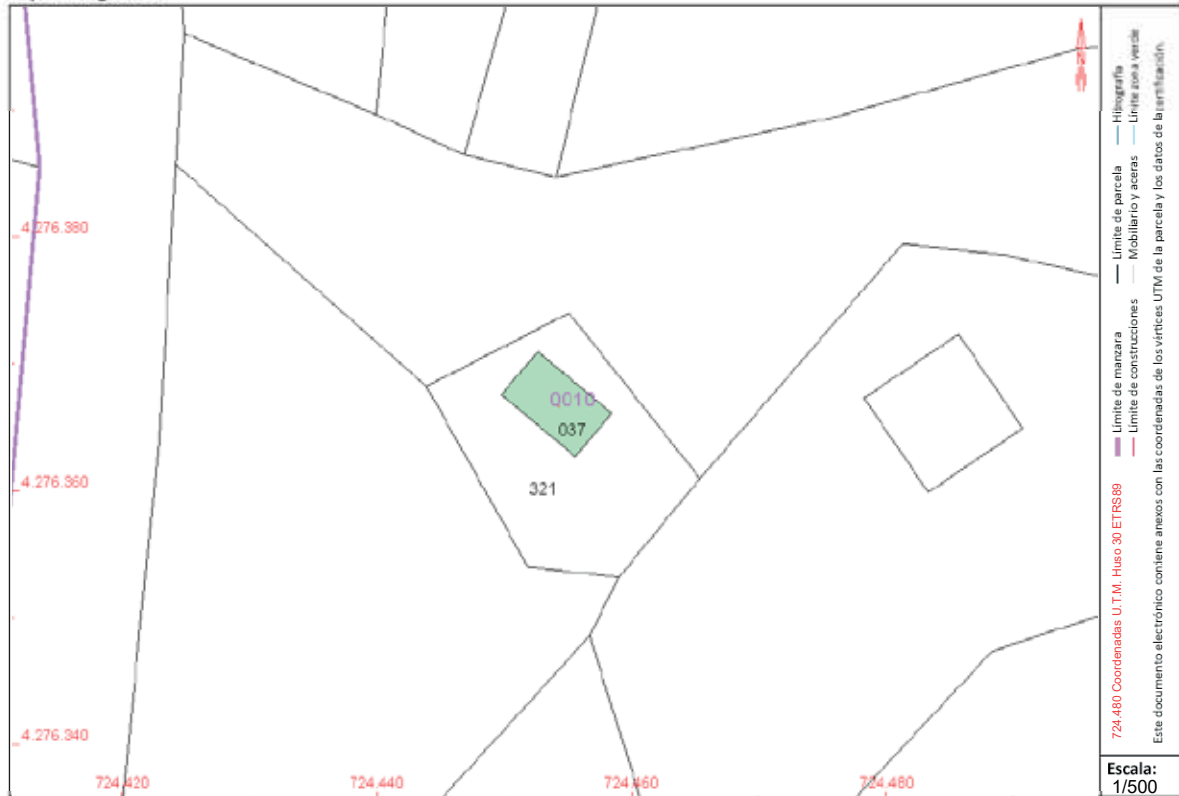 4.276.380
Q010
037
4.276.360
321
4.276.340
724.420
724.440
724.460
724.480
724.480 Coordenadas U.T.M. Huso 30 ETRS89
Límite de manzara
Límite de parcela
Hidrografía
Límite de construcciones
Mobiliario y aceras
Límite zona verde
Este documento electrónico contiene anexos con las coordenadas de los vértices UTM de la parcela y los datos de la certificación.
Escala:
1/500